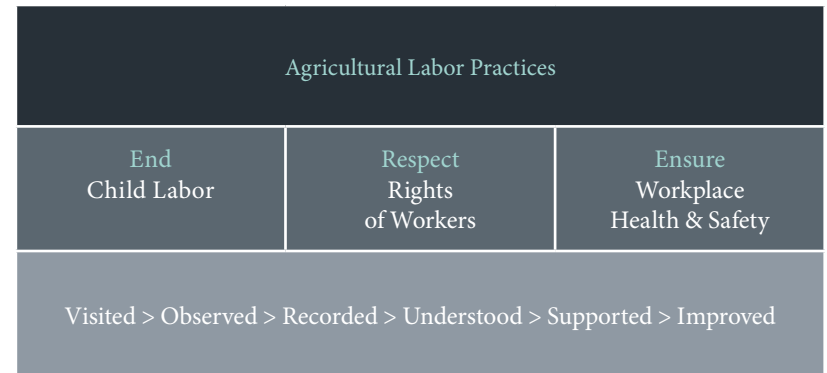 Agricultural Labor Practices
End
Child Labor
Respect
Rights
of Workers
Ensure
Workplace
Health & Safety
Visited > Observed > Recorded > Understood > Supported > Improved